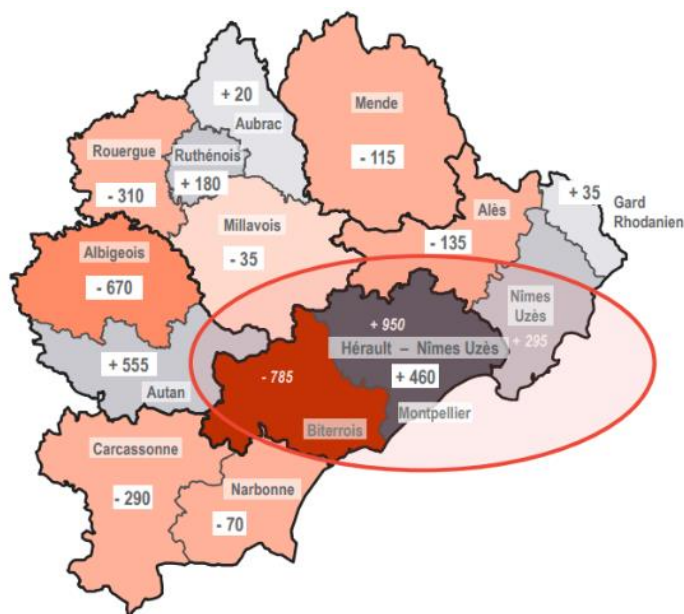 + 20
Aubrac
Mende
- 115
Rouergue
- 310
Ruthénois
+ 180
+ 35
Gard
Rhodanien
Alès
- 135
Millavois
- 35
Albigeois
- 670
Nîmes
Uzès
+ 295
+ 950
Hérault – Nîmes Uzès
+ 460
Montpellier
- 785
Biterrois
+ 555
Autan
Carcassonne
- 290
Narbonne
- 70